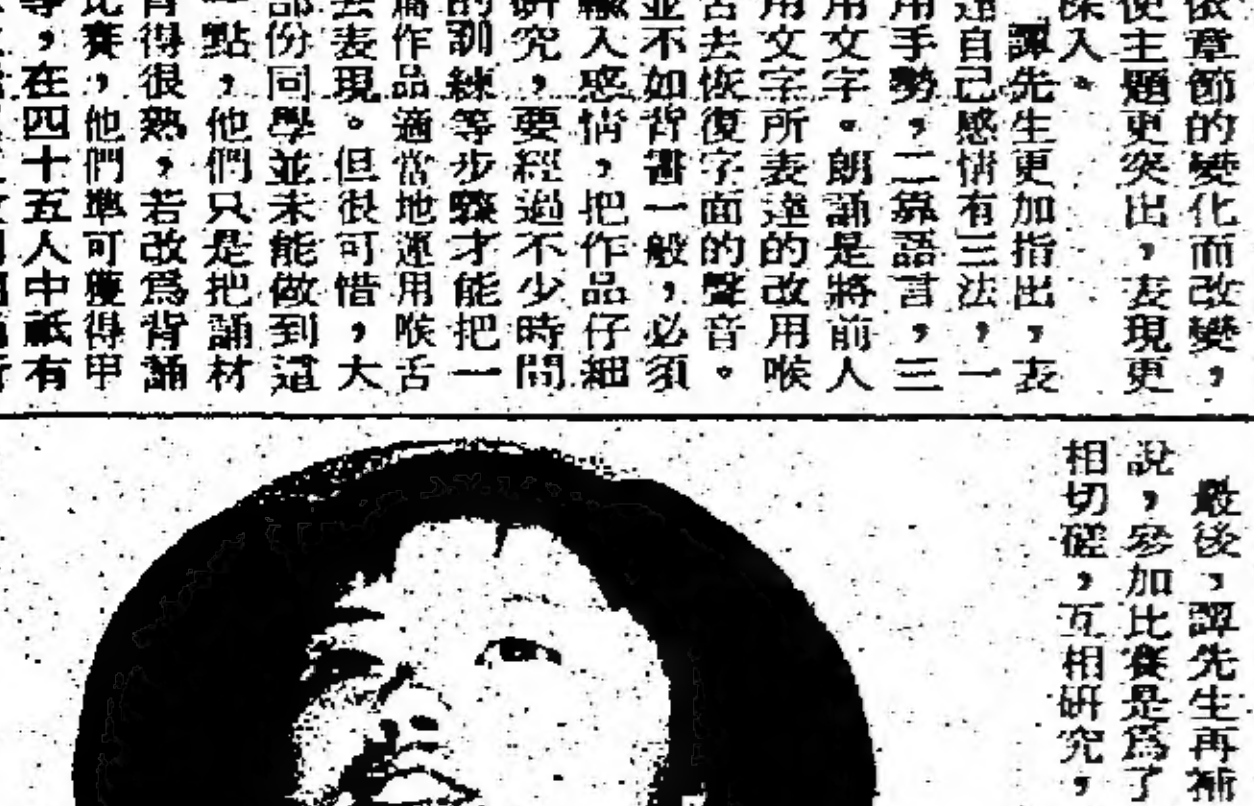 依章節的變化而改變，
使主題更突出，表現更
深入。
譚先生更加指出，表
達自己感情有三法，一
用手勢，二靠語言，三
用文字。朗誦是將前人
用文字所表達的改用喉
舌去恢復字面的聲音。
並不如背書一般，必須
輸入感情，把作品仔細
研究，要經過不少時間
的訓練等步驟才能把一
篇作品適當地運用喉舌
去表現。但很可惜，大
部份同學並未能做到這
一點，他們只是把誦材
背得很熟，若改爲背誦
比賽，他們準可獲得甲
等，在四十五人中祇有
最後，譚先生再補
說，參加比賽是爲了
相切磋，互相研究，